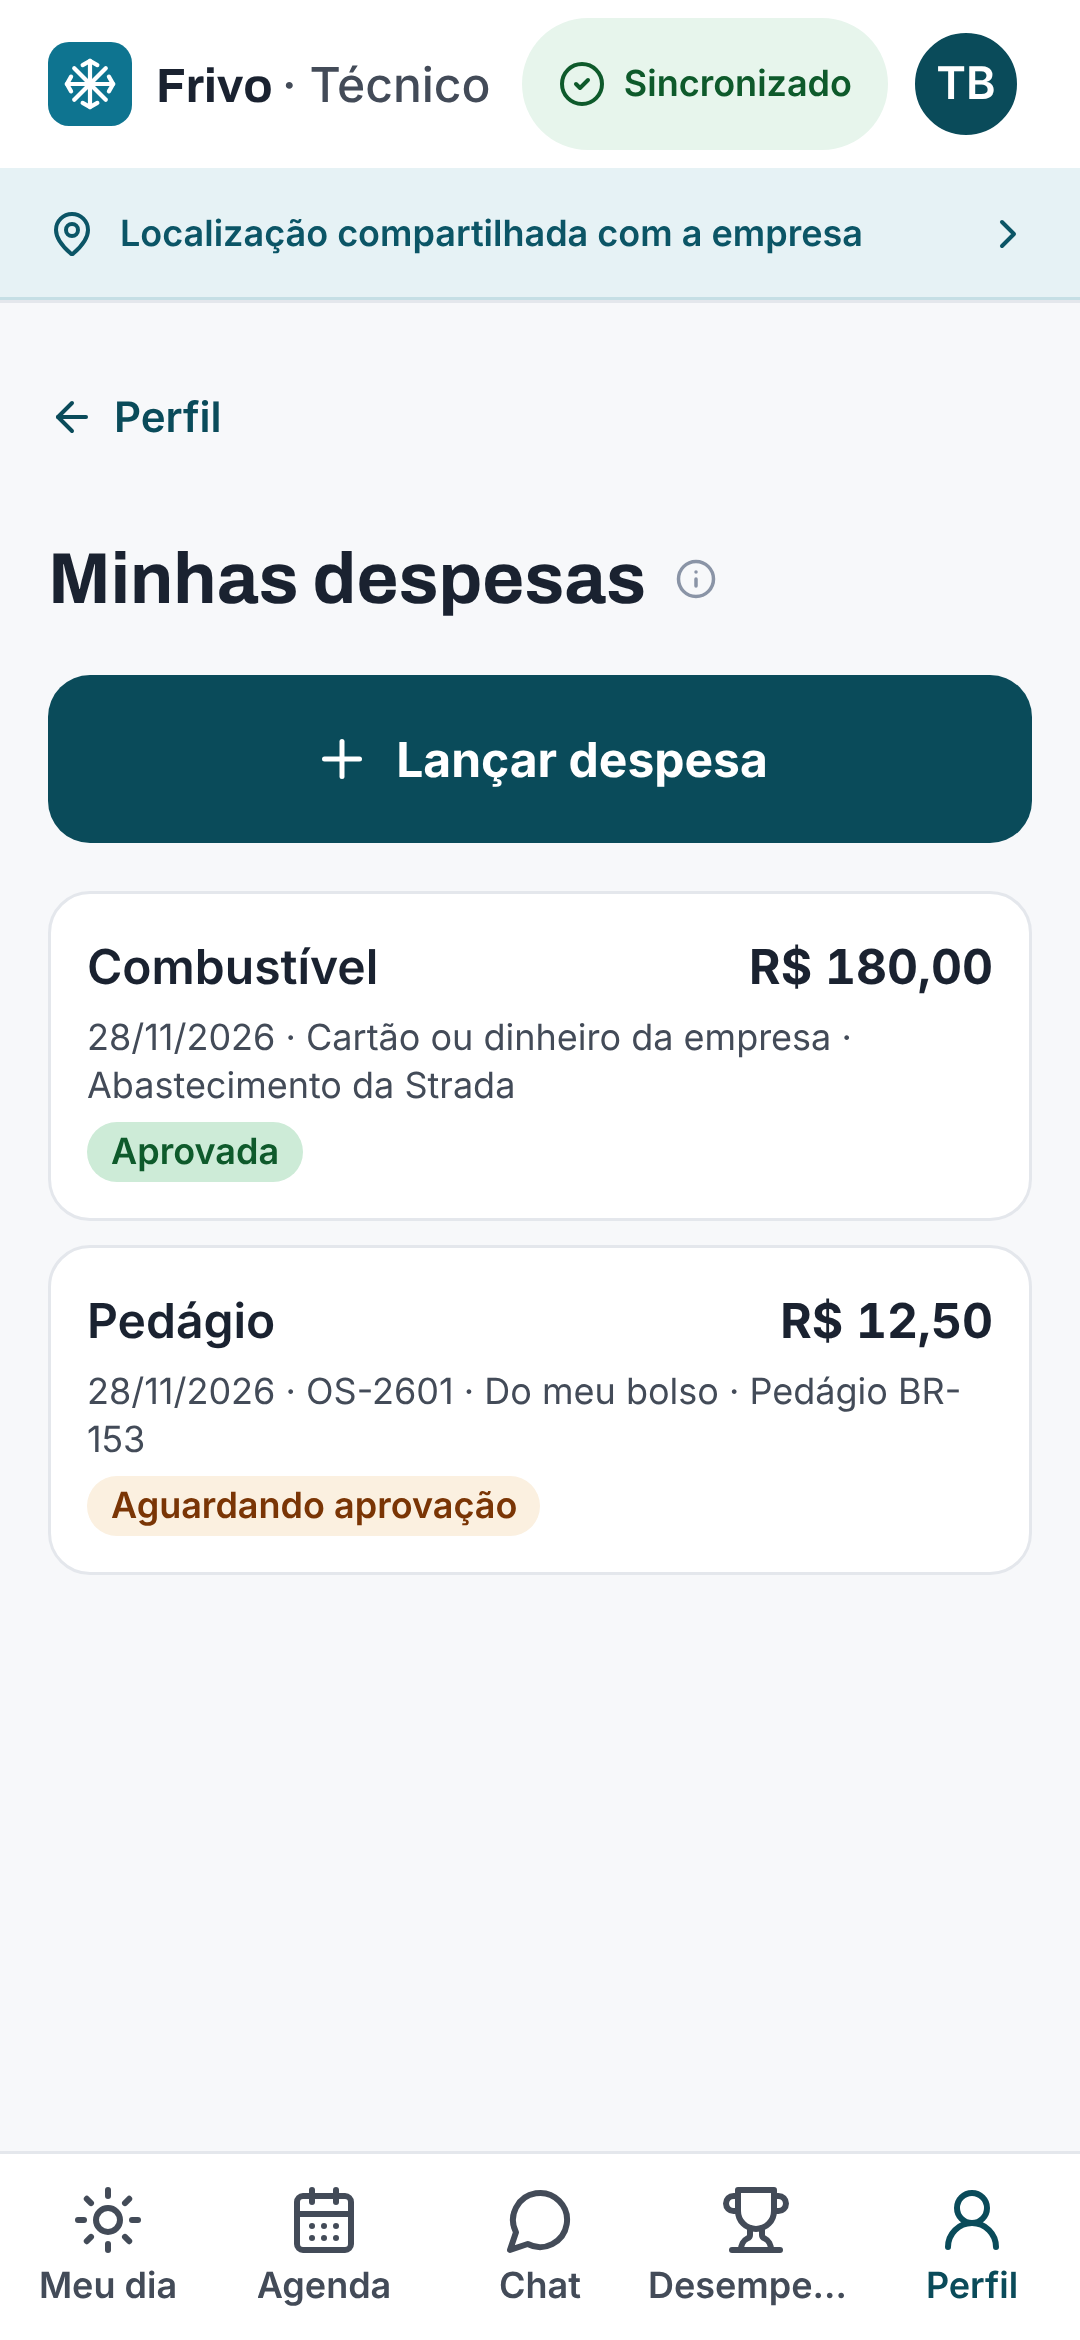 Frivo · Técnico
Sincronizado
TB
Localização compartilhada com a empresa
Perfil
Minhas despesas
Lançar despesa
Combustível
R$ 180,00
28/11/2026 · Cartão ou dinheiro da empresa ·
Abastecimento da Strada
Aprovada
Pedágio
R$ 12,50
28/11/2026 · OS-2601 · Do meu bolso · Pedágio BR-
153
Aguardando aprovação
Meu dia
Agenda
Chat
Desempe...
Perfil